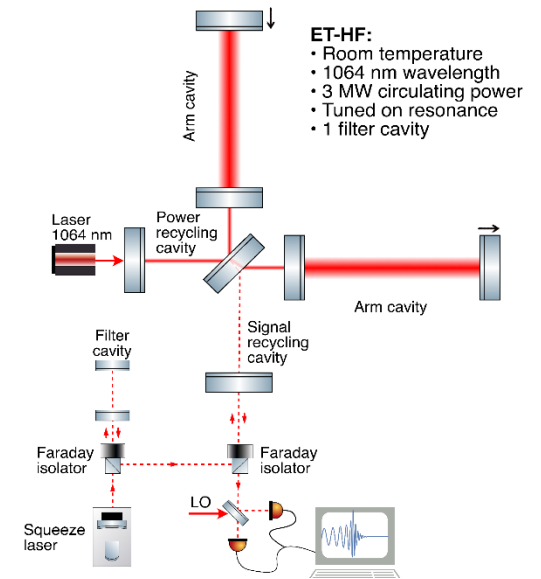 ET-HF:
• Room temperature
• 1064 nm wavelength
• 3 MW circulating power
• Tuned on resonance
• 1 filter cavity
Arm cavity
Laser
1064 nm
Power
recycling
cavity
Arm cavity
Signal
recycling
cavity
Filter
cavity
Faraday
isolator
Faraday
isolator
LO
Squeeze
laser